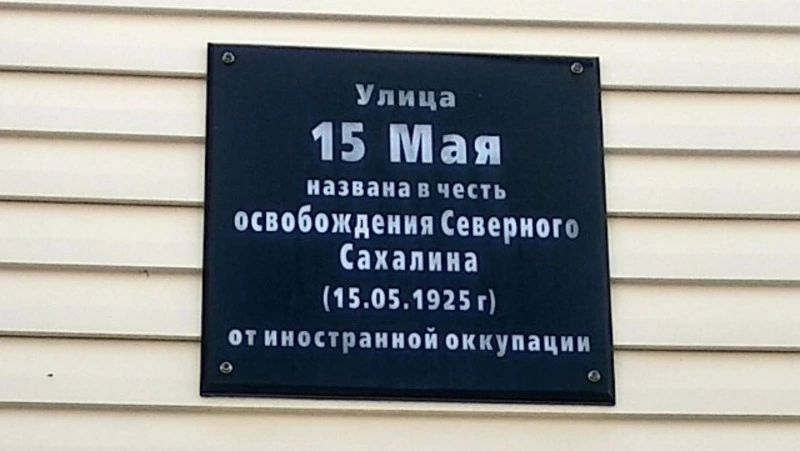 Улица
15 Мая
названа в честь
освобождения Северного
Сахалина
(15.05.1925 г)
от иностранной оккупации